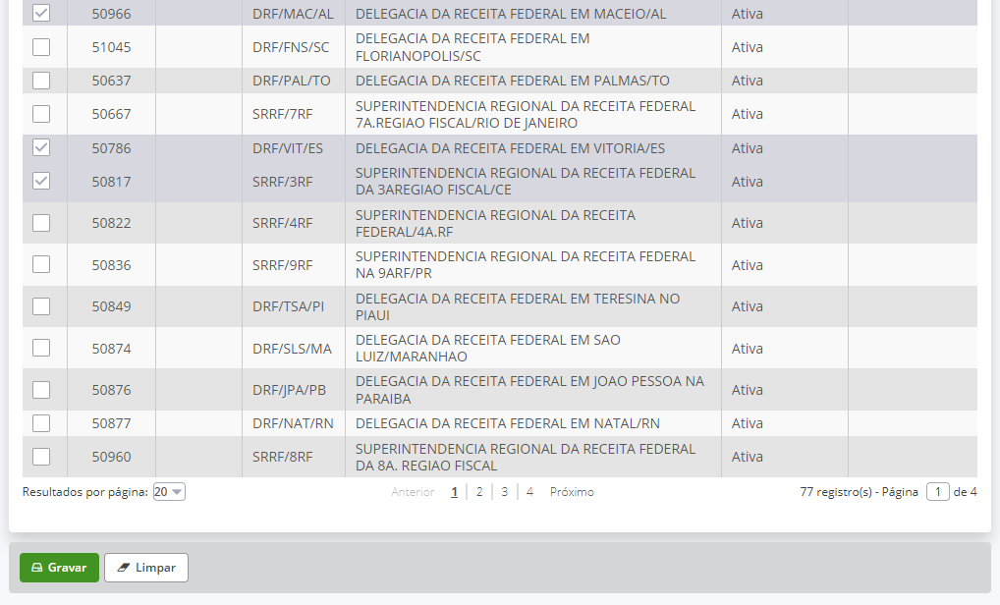 50966 DRF/MAC/AL DELEGACIA DA RECEITA FEDERAL EM MACEIO/AL Ativa
51045 DRF/FNS/SC DELEGACIA DA RECEITA FEDERAL EM
FLORIANOPOLIS/SC Ativa
50637 DRF/PAL/TO DELEGACIA DA RECEITA FEDERAL EM PALMAS/TO Ativa
50667 SRRF/7RF SUPERINTENDENCIA REGIONAL DA RECEITA FEDERAL
7A.REGIAO FISCAL/RIO DE JANEIRO Ativa
50786 DRF/VIT/ES DELEGACIA DA RECEITA FEDERAL EM VITORIA/ES Ativa
50817 SRRF/3RF SUPERINTENDENCIA REGIONAL DA RECEITA FEDERAL
DA 3AREGIAO FISCAL/CE Ativa
50822 SRRF/4RF SUPERINTENDENCIA REGIONAL DA RECEITA
FEDERAL/4A.RF Ativa
50836 SRRF/9RF SUPERINTENDENCIA REGIONAL DA RECEITA FEDERAL
NA 9ARF/PR Ativa
50849 DRF/TSA/PI DELEGACIA DA RECEITA FEDERAL EM TERESINA NO
PIAUI Ativa
50874 DRF/SLS/MA DELEGACIA DA RECEITA FEDERAL EM SAO
LUIZ/MARANHAO Ativa
50876 DRF/JPA/PB DELEGACIA DA RECEITA FEDERAL EM JOAO PESSOA NA
PARAIBA Ativa
50877 DRF/NAT/RN DELEGACIA DA RECEITA FEDERAL EM NATAL/RN Ativa
50960 SRRF/8RF SUPERINTENDENCIA REGIONAL DA RECEITA FEDERAL
DA 8A. REGIAO FISCAL Ativa
Resultados por página: 20 Anterior 1 2 3 4 Próximo 77 registro(s) - Página 1 de 4
Gravar Limpar